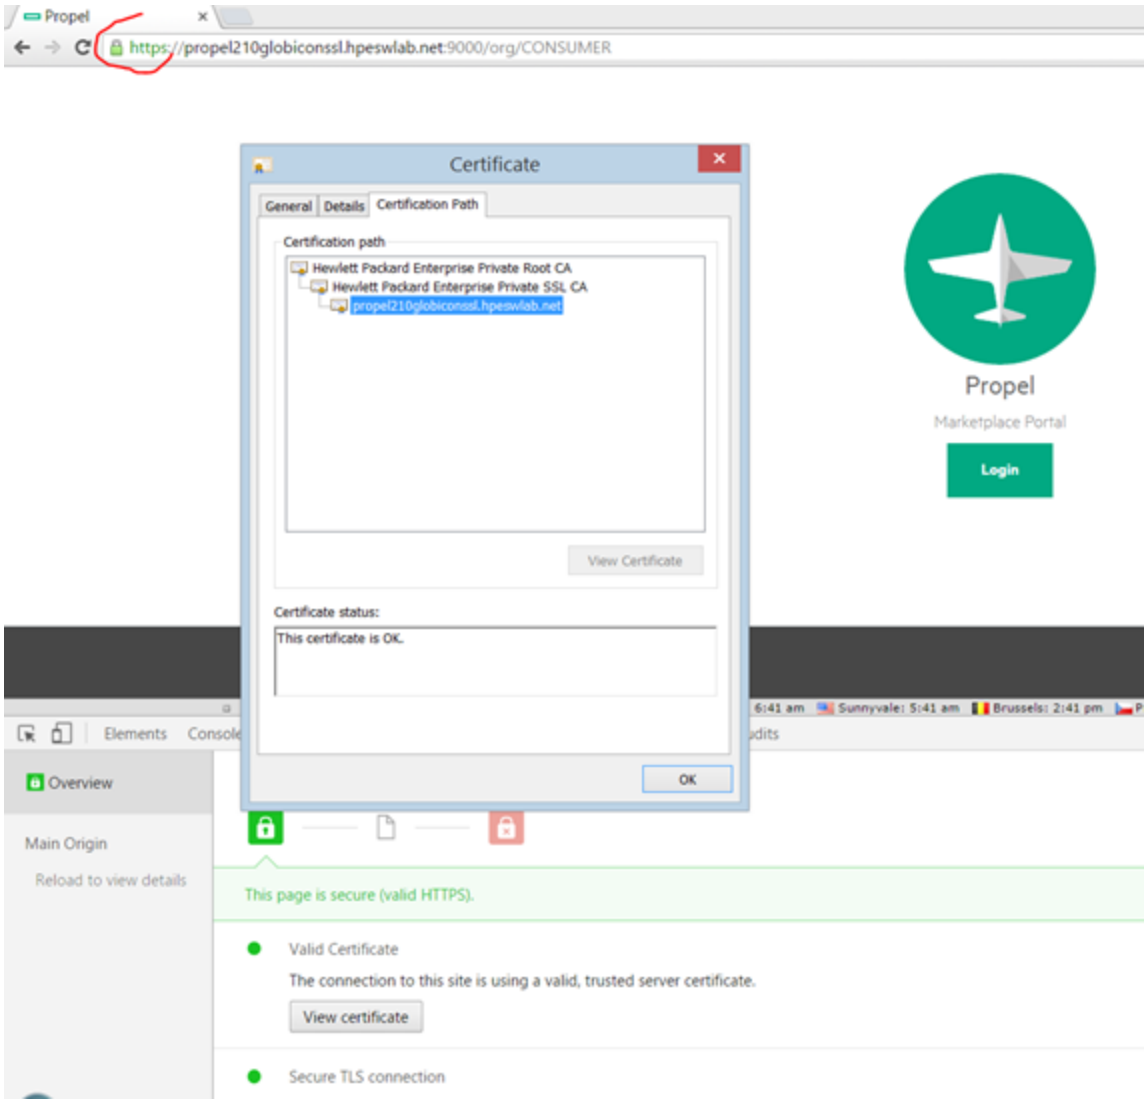 Propel
https://propel210globiconssl.hpeswlab.net:9000/org/CONSUMER
Certificate
General Details Certification Path
Certification path
Hewlett Packard Enterprise Private Root CA
Hewlett Packard Enterprise Private SSL CA
propel210globiconssl.hpeswlab.net
View Certificate
Certificate status:
This certificate is OK.
OK
Propel
Marketplace Portal
Login
6:41 am Sunnyvale: 5:41 am Brussels: 2:41 pm P
Elements Console udits
Overview
Main Origin
Reload to view details
This page is secure (valid HTTPS).
Valid Certificate
The connection to this site is using a valid, trusted server certificate.
View certificate
Secure TLS connection